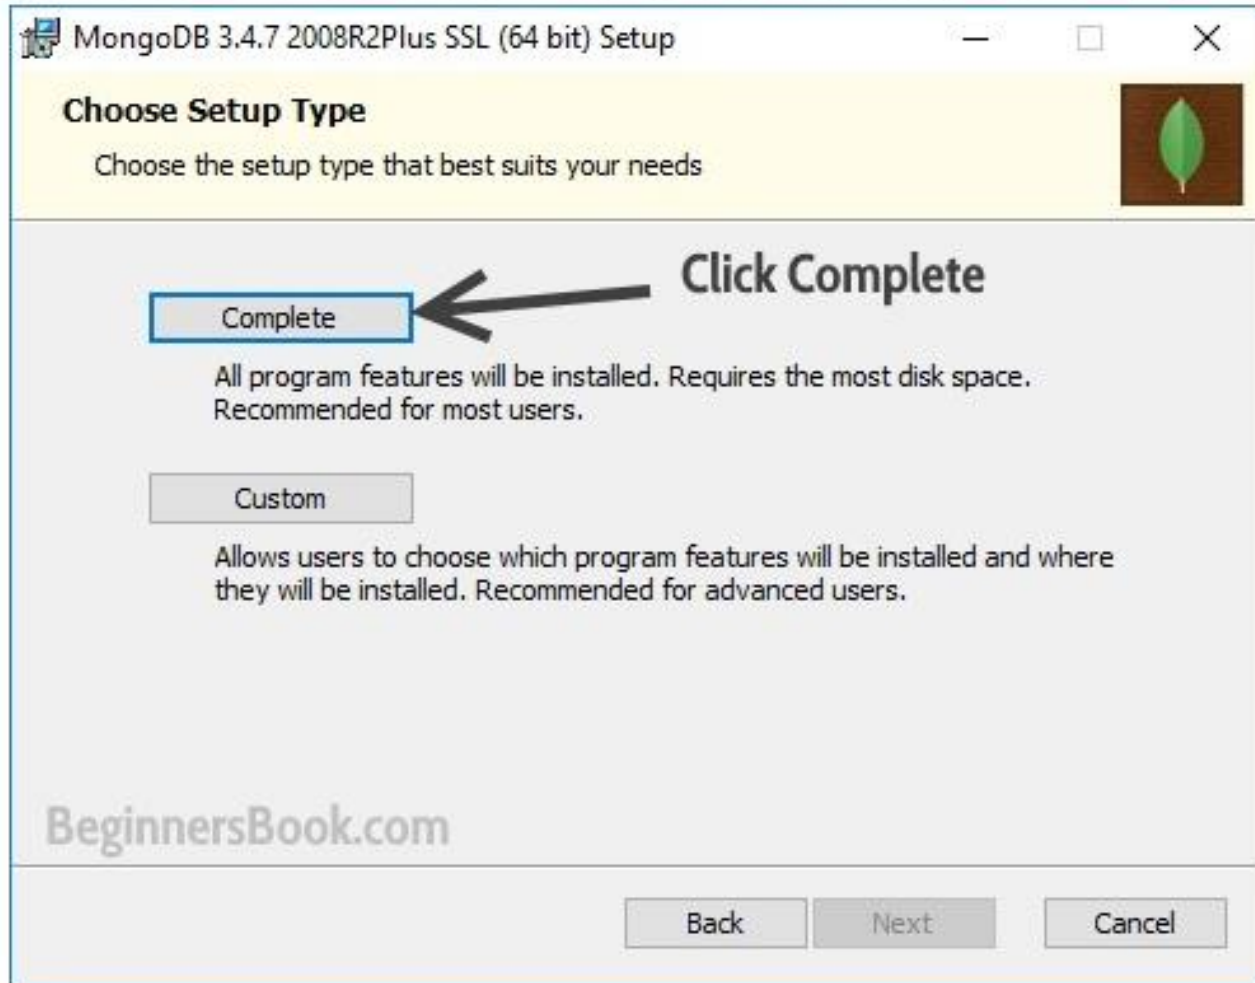 MongoDB 3.4.7 2008R2Plus SSL (64 bit) Setup
Choose Setup Type
Choose the setup type that best suits your needs
Click Complete
Complete
All program features will be installed. Requires the most disk space.
Recommended for most users.
Custom
Allows users to choose which program features will be installed and where
they will be installed. Recommended for advanced users.
BeginnersBook.com
Back
Next
Cancel